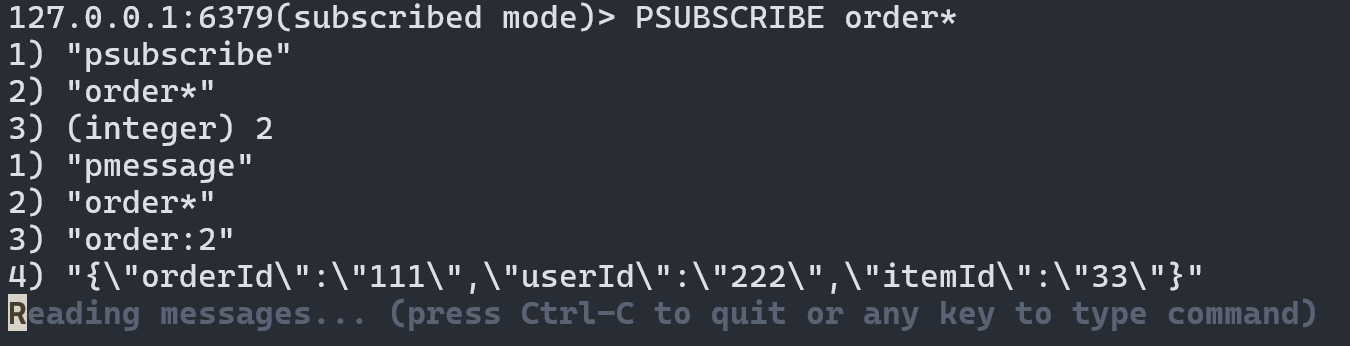 127.0.0.1:6379(subscribed mode)> PSUBSCRIBE order*
1) "psubscribe"
2) "order*"
3) (integer) 2
1) "pmessage"
2) "order*"
3) "order:2"
4) "{\"orderId\":\"111\",\"userId\":\"222\",\"itemId\":\"33\"}"
Reading messages... (press Ctrl-C to quit or any key to type command)